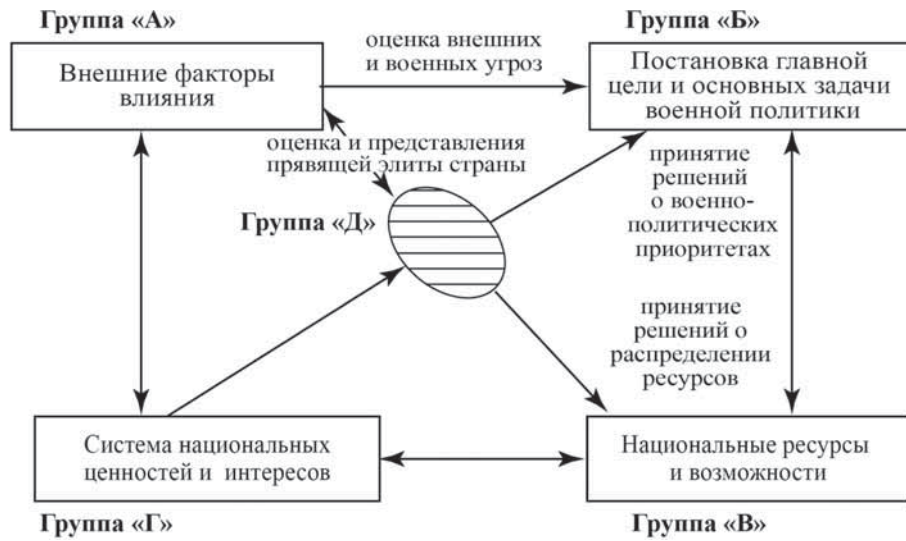 Группа «А»
Группа «Б»
Внешние факторы
влияния
оценка внешних
и военных угроз
Постановка главной
цели и основных задачи
военной политики
оценка и представления
прявящей элиты страны
Группа «Д»
принятие
решений
о военно-
политических
приоритетах
принятие
решений о
распределении
ресурсов
Система национальных
ценностей и интересов
Национальные ресурсы
и возможности
Группа «Г»
Группа «В»